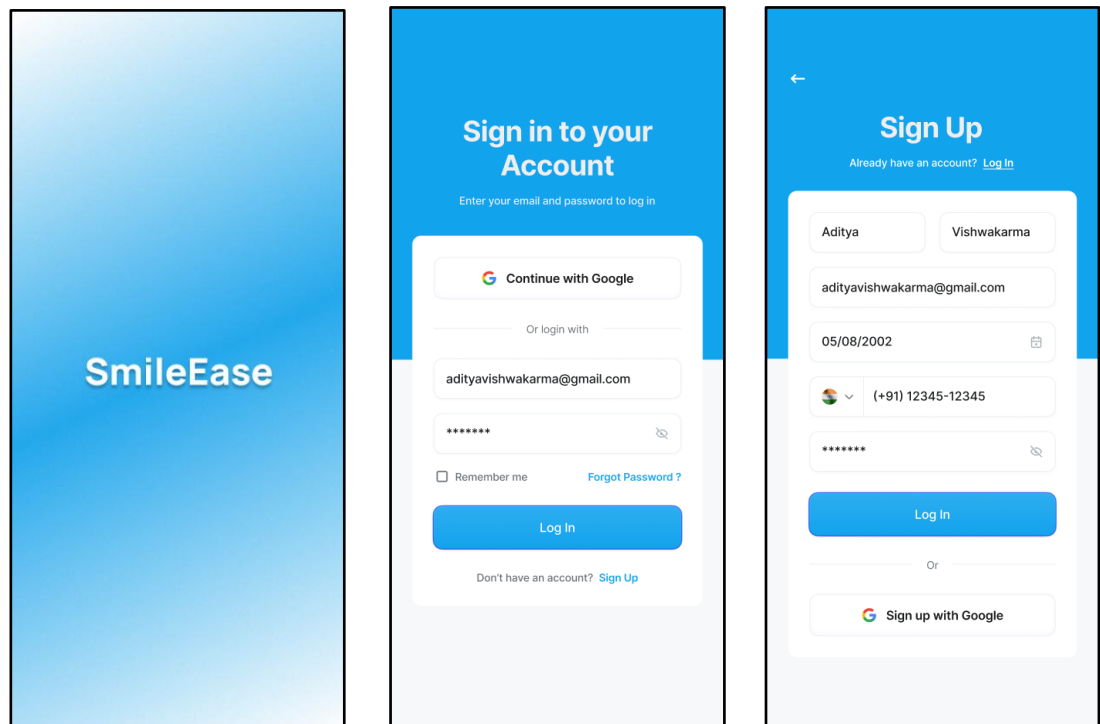 SmileEase
Sign in to your
Account
Enter your email and password to log in
Continue with Google
Or login with
adityavishwakarma@gmail.com
*******
Remember me
Forgot Password ?
Log In
Don't have an account? Sign Up
Sign Up
Already have an account? Log In
Aditya
Vishwakarma
adityavishwakarma@gmail.com
05/08/2002
(+91) 12345-12345
*******
Log In
Or
Sign up with Google